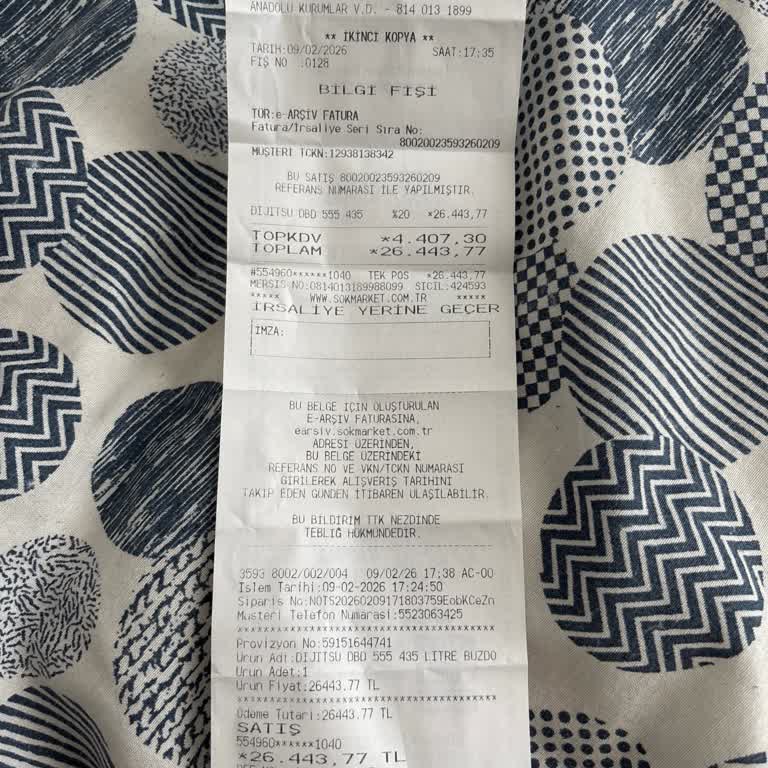 ANADOLU KURUMLAR V.D. - 814 013 1899
** İKİNCİ KOPYA **
TARİH:09/02/2026 SAAT:17:35
FİŞ NO :0128
BİLGİ FİŞİ
TÜR:e-ARŞİV FATURA
Fatura/İrsaliye Seri Sıra No:
80020023593260209
MÜŞTERİ TCKN:12938138342
BU SATIŞ 80020023593260209
REFERANS NUMARASI İLE YAPILMIŞTIR.
DIJITSU DBD 555 435 %20 *26.443,77
TOPKDV *4.407,30
TOPLAM *26.443,77
#554960******1040 TEK POS *26.443,77
MERSIS NO:0814013189988099 SİCİL:424593
***** WWW.SOKMARKET.COM.TR *****
İRSALİYE YERİNE GEÇER
İMZA:
BU BELGE İÇİN OLUŞTURULAN
E-ARŞİV FATURASINA,
earsiv.sokmarket.com.tr
ADRESİ ÜZERİNDEN,
BU BELGE ÜZERİNDEKİ
REFERANS NO VE VKN/TCKN NUMARASI
GİRİLEREK ALIŞVERİŞ TARİHİNİ
TAKİP EDEN GÜNDEN İTİBAREN ULAŞILABİLİR.
BU BİLDİRİM TTK NEZDİNDE
TEBLİĞ HÜKMÜNDEDİR.
3593 8002/002/004 09/02/26 17:38 AC-00
İslem Tarihi:09-02-2026 17:24:50
Siparis No:N0TS20260209171803759EobKCeZn
Musteri Telefon Numarasi:5523063425
****************************************
Provizyon No:59151644741
Urun Adi:DIJITSU DBD 555 435 LITRE BUZDO
Urun Adet:1
Urun Fiyat:26443.77 TL
****************************************
Odeme Tutari:26443.77 TL
SATIŞ
554960******1040
*26.443,77 TL